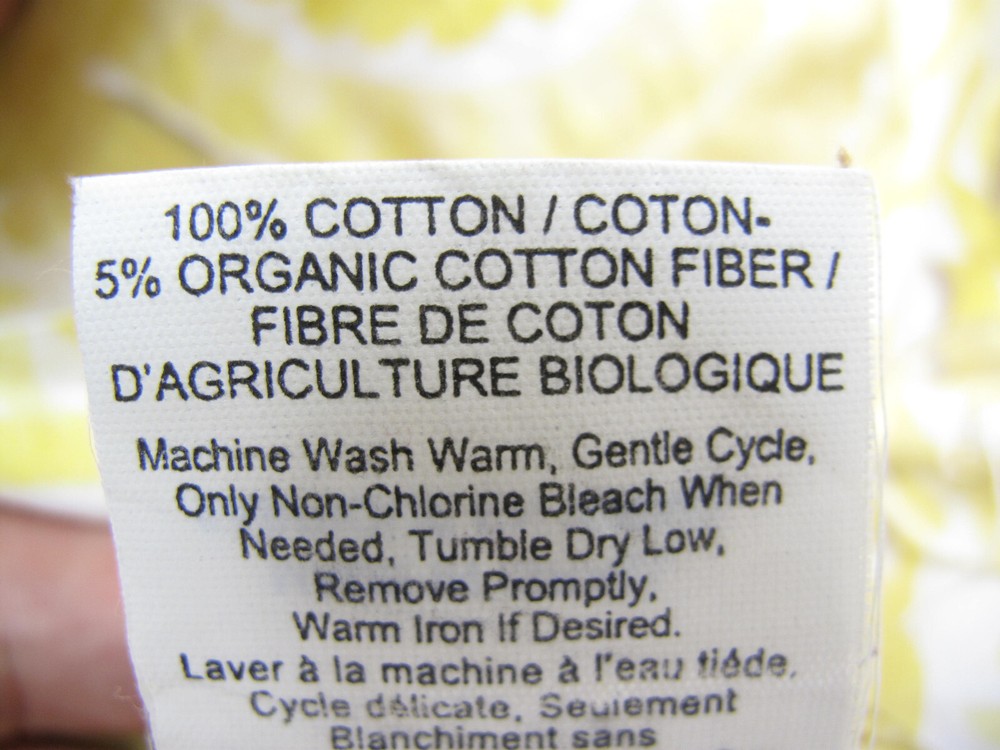 100% COTTON / COTON-
5% ORGANIC COTTON FIBER /
FIBRE DE COTON
D'AGRICULTURE BIOLOGIQUE
Machine Wash Warm, Gentle Cycle,
Only Non-Chlorine Bleach When
Needed, Tumble Dry Low,
Remove Promptly,
Warm Iron If Desired.
Laver à la machine à l'eau tiéde,
Cycle délicate, Seulement
Blanchiment sans